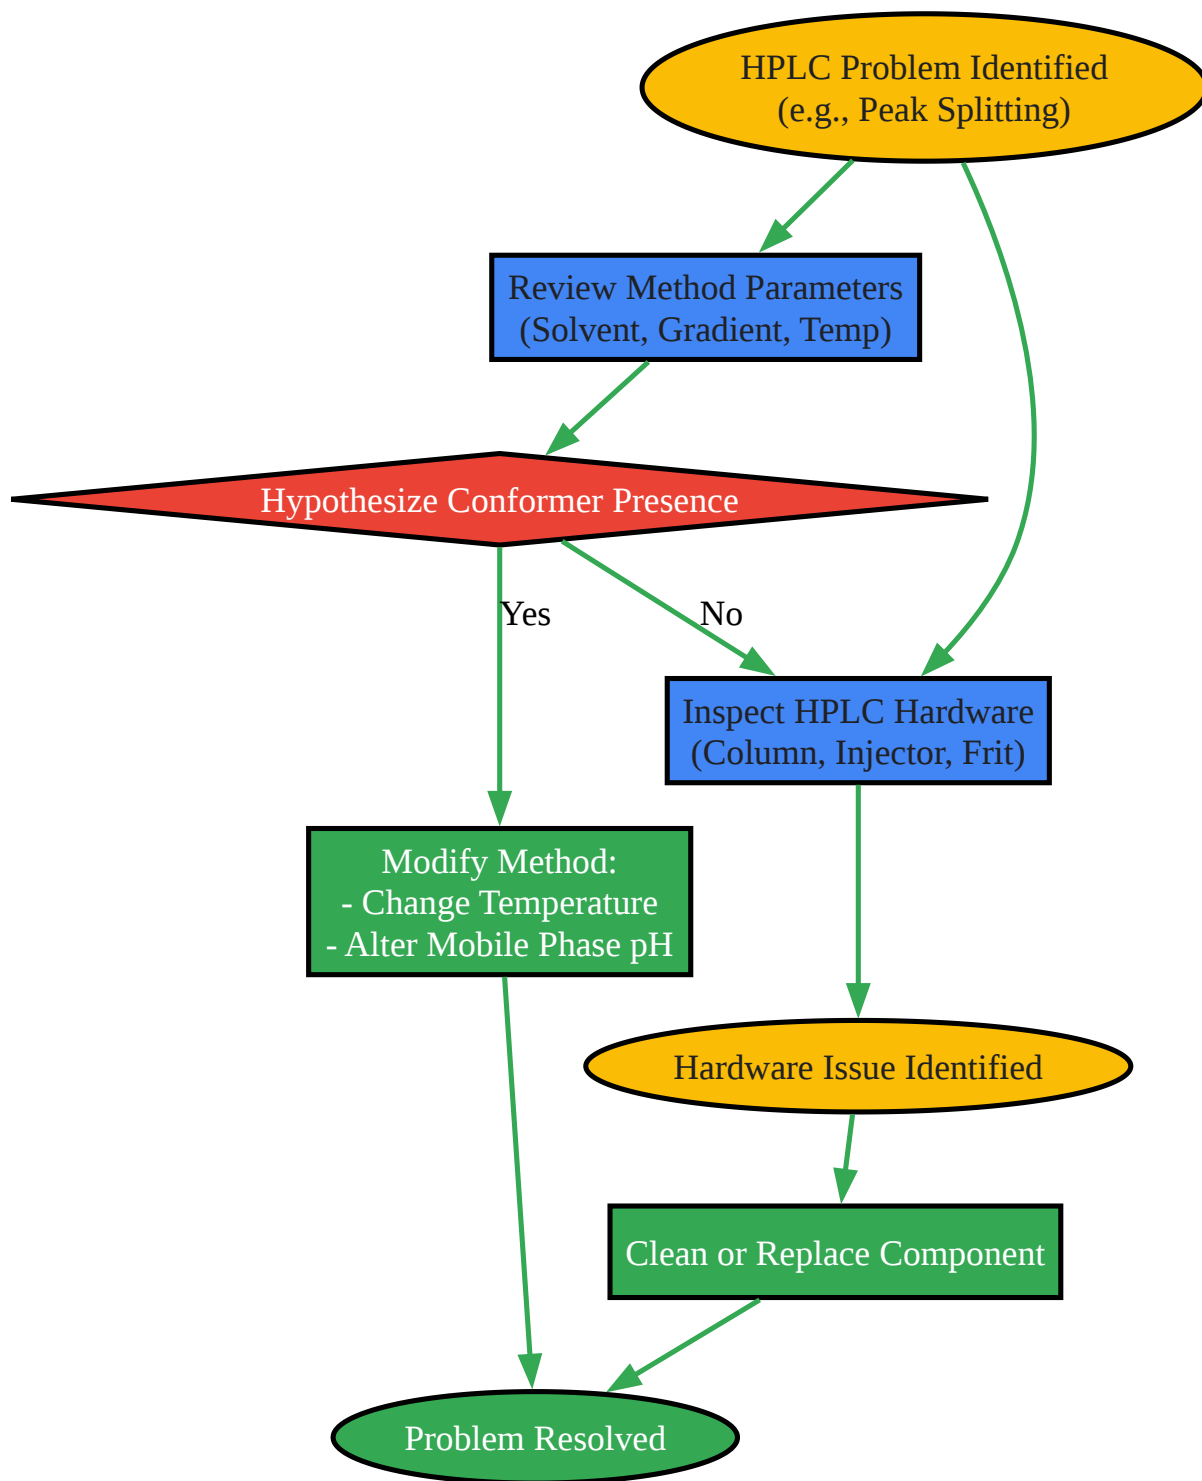 HPLC Problem Identified
(e.g., Peak Splitting)
Review Method Parameters
(Solvent, Gradient, Temp)
Hypothesize Conformer Presence
Yes
No
Inspect HPLC Hardware
(Column, Injector, Frit)
Modify Method:
- Change Temperature
- Alter Mobile Phase pH
Hardware Issue Identified
Clean or Replace Component
Problem Resolved